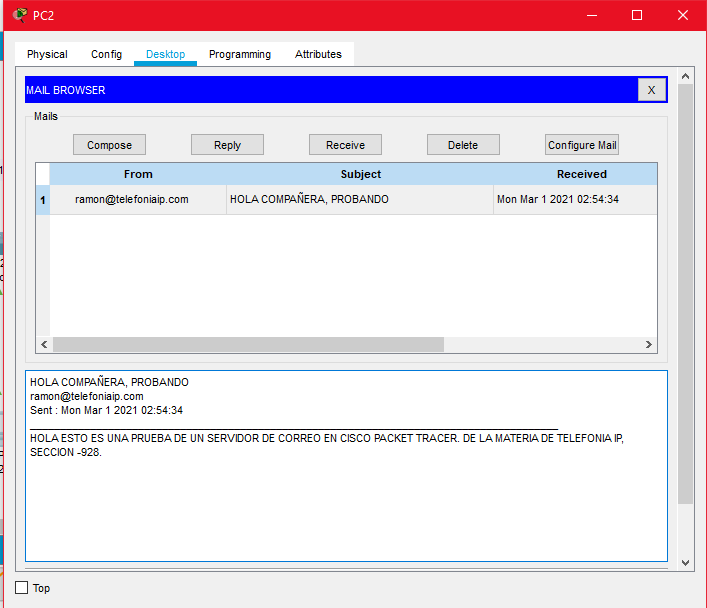 PC2
Physical Config Desktop Programming Attributes
MAIL BROWSER X
Mails
Compose Reply Receive Delete Configure Mail
From Subject Received
1 ramon@telefoniaip.com HOLA COMPAÑERA, PROBANDO Mon Mar 1 2021 02:54:34
HOLA COMPAÑERA, PROBANDO
ramon@telefoniaip.com
Sent : Mon Mar 1 2021 02:54:34
HOLA ESTO ES UNA PRUEBA DE UN SERVIDOR DE CORREO EN CISCO PACKET TRACER. DE LA MATERIA DE TELEFONIA IP,
SECCION -928.
Top